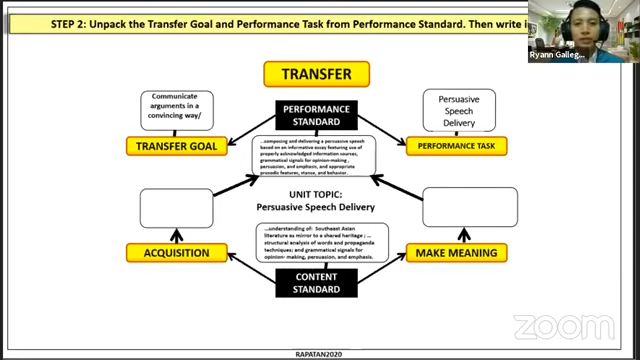 STEP 2: Unpack the Transfer Goal and Performance Task from Performance Standard. Then write i
Ryann Galleg...
TRANSFER
Communicate
arguments in a
convincing way/
PERFORMANCE
STANDARD
Persuasive
Speech
Delivery
TRANSFER GOAL
PERFORMANCE TASK
...composing and delivering a persuasive speech
based on an informative essay featuring use of
properly acknowledged information sources,
grammatical signals for opinion-making ,
persuasion, and emphasis, and appropriate
prosodic features, stance, and behavior.
UNIT TOPIC:
Persuasive Speech Delivery
...understanding of: Southeast Asian
literature as mirror to a shared heritage ; ...
structural analysis of words and propaganda
techniques; and grammatical signals for
opinion- making, persuasion, and emphasis.
ACQUISITION
MAKE MEANING
CONTENT
STANDARD
zoom
RAPATAN2020